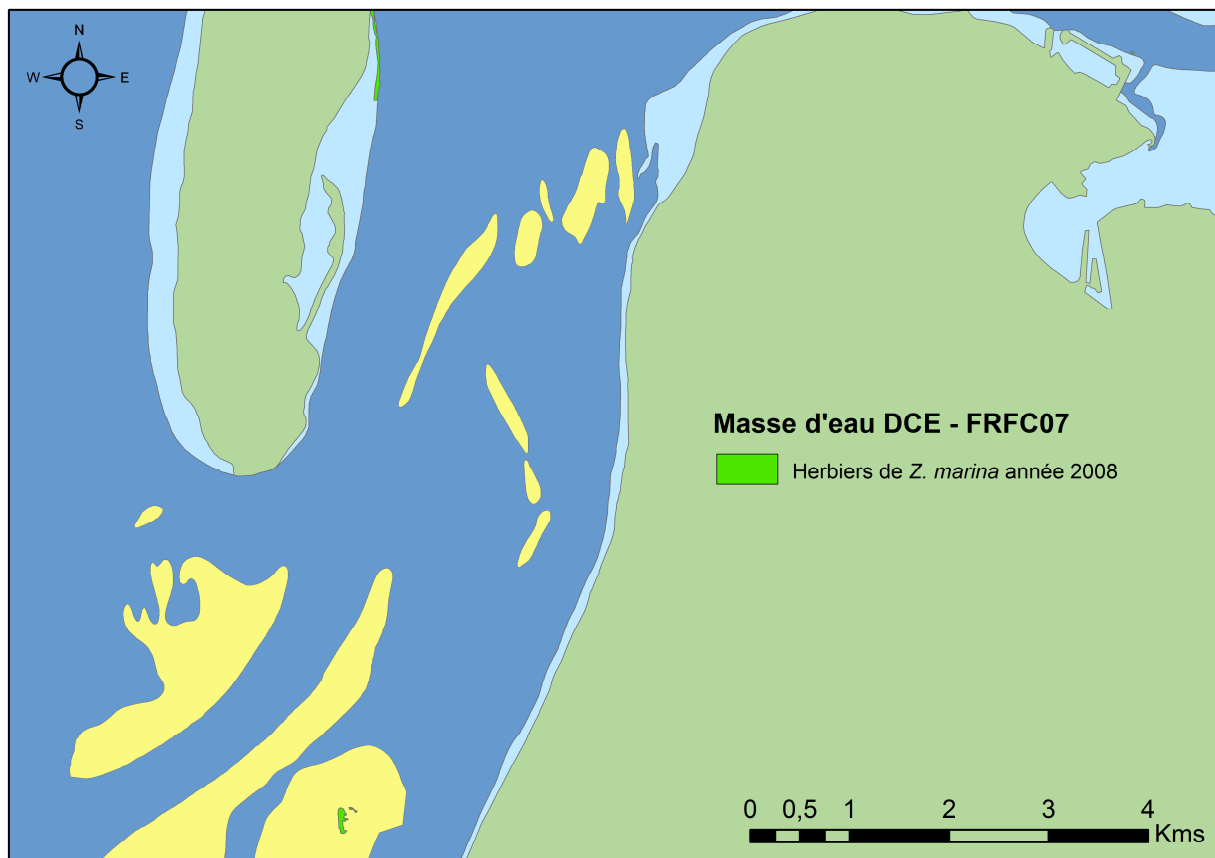 N
W E
S
Masse d'eau DCE - FRFC07
Herbiers de Z. marina année 2008
0 0,5 1 2 3 4
Kms